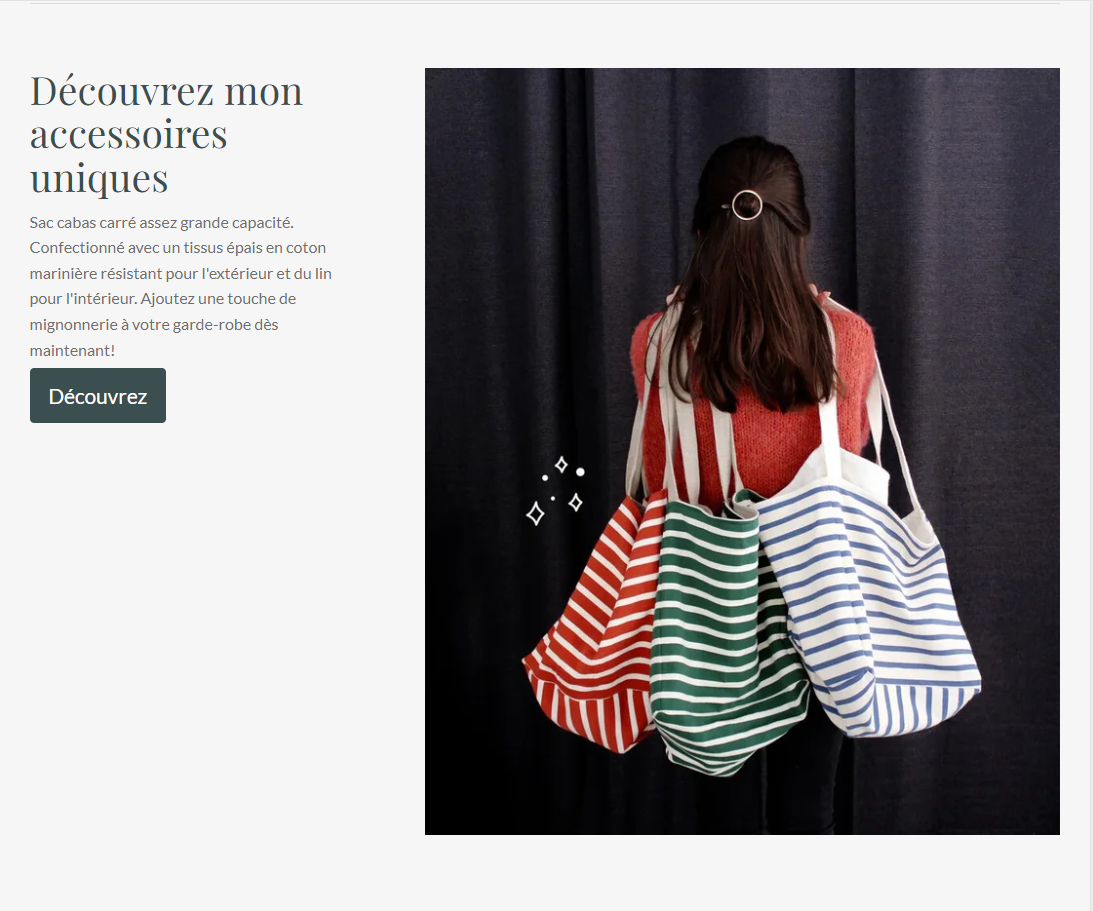 Découvrez mon
accessoires
uniques
Sac cabas carré assez grande capacité.
Confectionné avec un tissus épais en coton
marinière résistant pour l'extérieur et du lin
pour l'intérieur. Ajoutez une touche de
mignonnerie à votre garde-robe dès
maintenant!
Découvrez